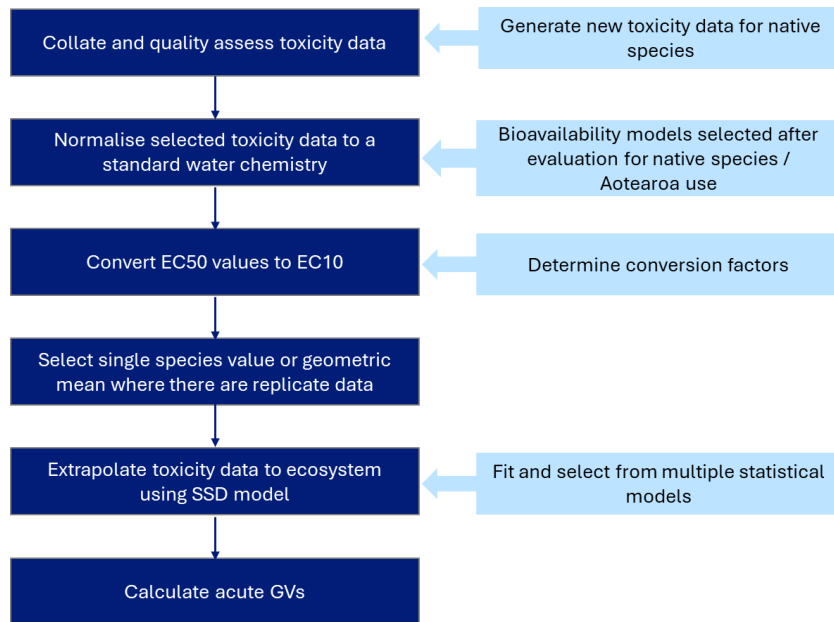 Collate and quality assess toxicity data
Generate new toxicity data for native
species
Normalise selected toxicity data to a
standard water chemistry
Bioavailability models selected after
evaluation for native species /
Aotearoa use
Convert EC50 values to EC10
Determine conversion factors
Select single species value or geometric
mean where there are replicate data
Extrapolate toxicity data to ecosystem
using SSD model
Fit and select from multiple statistical
models
Calculate acute GVs